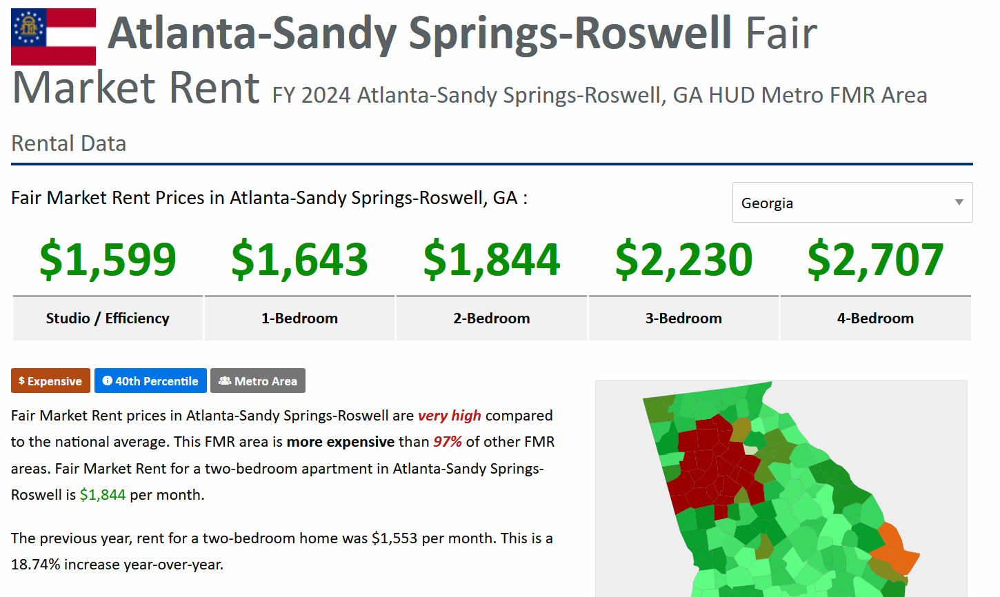 Atlanta-Sandy Springs-Roswell Fair
Market Rent FY 2024 Atlanta-Sandy Springs-Roswell, GA HUD Metro FMR Area
Rental Data
Fair Market Rent Prices in Atlanta-Sandy Springs-Roswell, GA :
Georgia
$1,599 $1,643 $1,844 $2,230 $2,707
Studio / Efficiency 1-Bedroom 2-Bedroom 3-Bedroom 4-Bedroom
$ Expensive 40th Percentile Metro Area
Fair Market Rent prices in Atlanta-Sandy Springs-Roswell are very high compared
to the national average. This FMR area is more expensive than 97% of other FMR
areas. Fair Market Rent for a two-bedroom apartment in Atlanta-Sandy Springs-
Roswell is $1,844 per month.
The previous year, rent for a two-bedroom home was $1,553 per month. This is a
18.74% increase year-over-year.